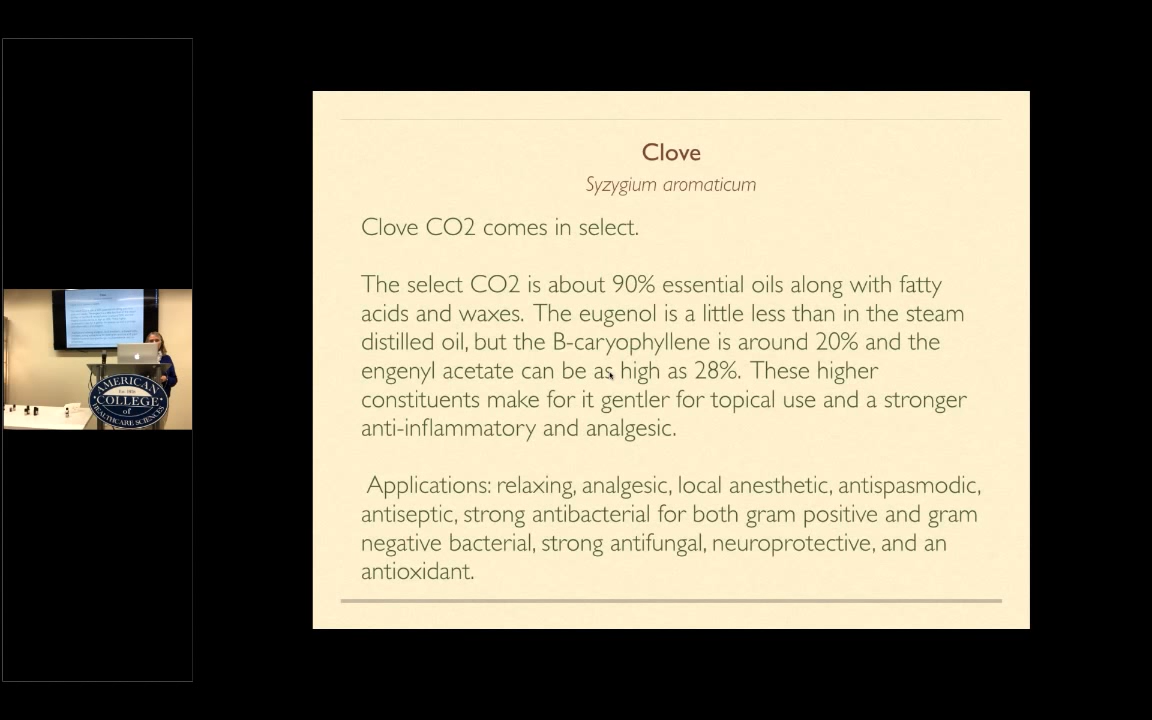 Clove
Syzygium aromaticum
Clove CO2 comes in select.
The select CO2 is about 90% essential oils along with fatty
acids and waxes. The eugenol is a little less than in the steam
distilled oil, but the B-caryophyllene is around 20% and the
engenyl acetate can be as high as 28%. These higher
constituents make for it gentler for topical use and a stronger
anti-inflammatory and analgesic.
Applications: relaxing, analgesic, local anesthetic, antispasmodic,
antiseptic, strong antibacterial for both gram positive and gram
negative bacterial, strong antifungal, neuroprotective, and an
antioxidant.
AMERICAN
COLLEGE
of
HEALTHCARE SCIENCES